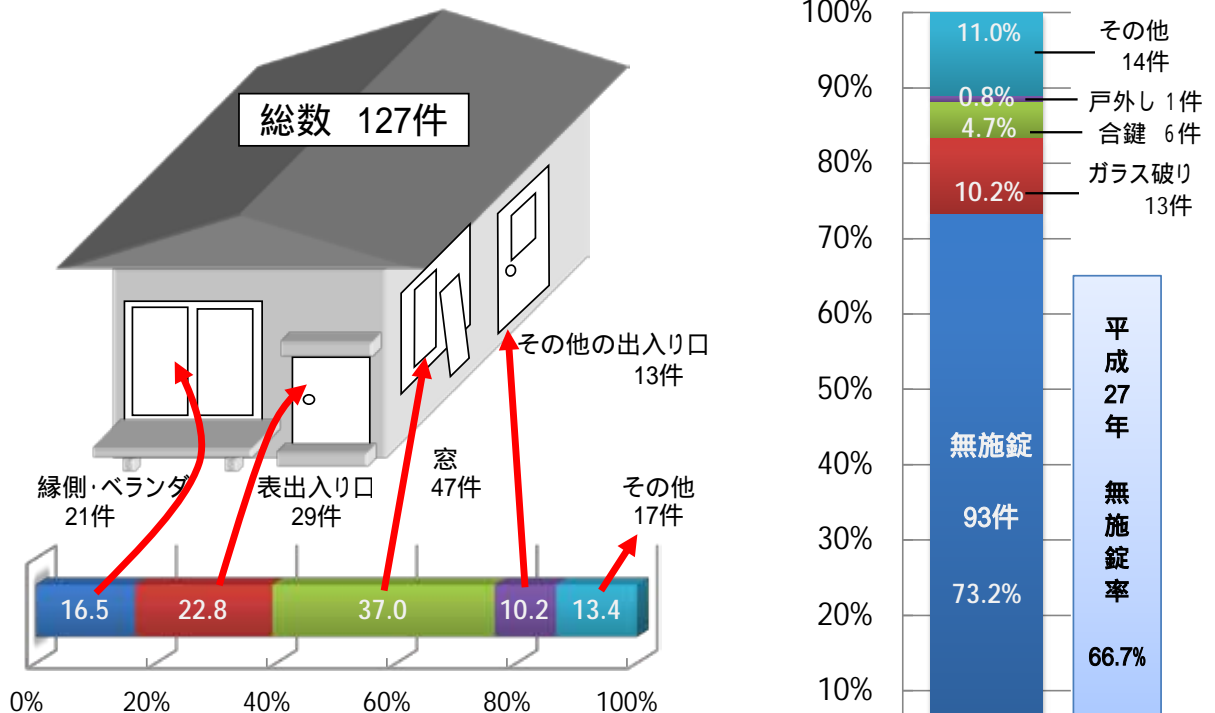 総数 127件
その他の出入り口
13件
窓
47件
縁側・ベランダ
21件
表出入り口
29件
その他
17件
16.5
22.8
37.0
10.2
13.4
0%
20%
40%
60%
80%
100%
100%
90%
80%
70%
60%
50%
40%
30%
20%
10%
11.0%
その他
14件
0.8%
戸外し 1件
4.7%
合鍵 6件
10.2%
ガラス破り
13件
無施錠
93件
73.2%
平成27年 無施錠率
66.7%